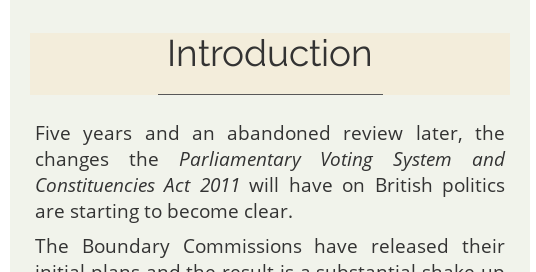 Introduction
Five years and an abandoned review later, the
changes the Parliamentary Voting System and
Constituencies Act 2011 will have on British politics
are starting to become clear.
The Boundary Commissions have released their
initial plans and the result is a substantial shake-up